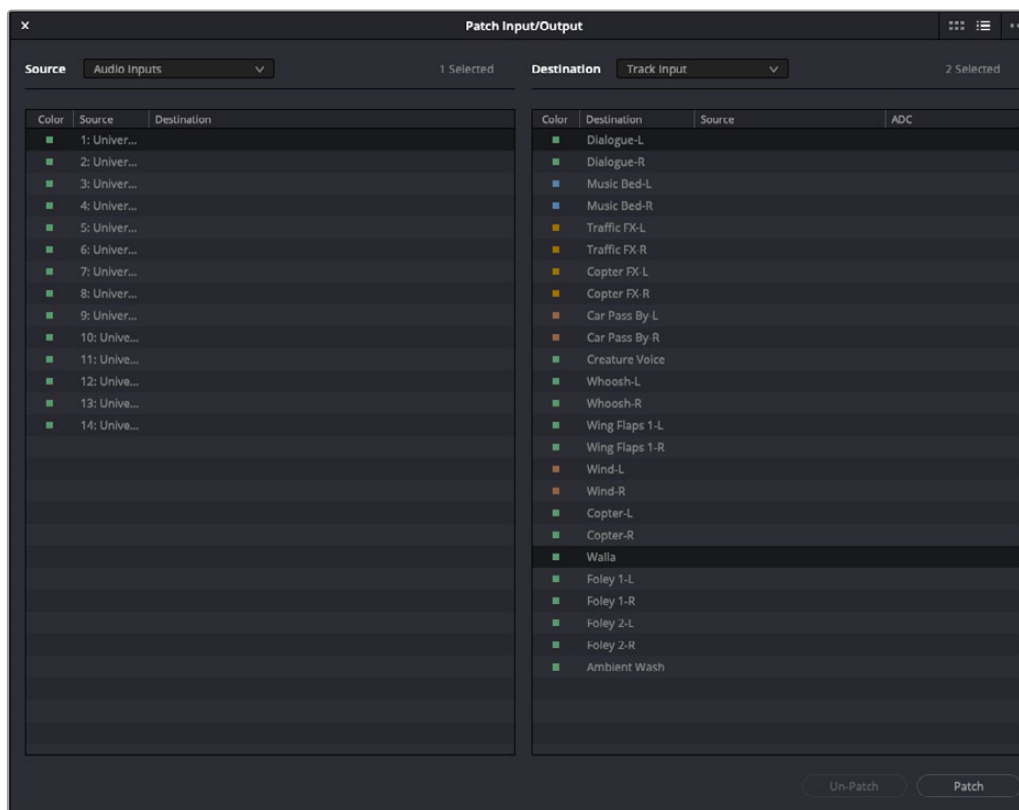 × Patch Input/Output
Source Audio Inputs 1 Selected
Destination Track Input 2 Selected
Color Source Destination
1: Univer...
2: Univer...
3: Univer...
4: Univer...
5: Univer...
6: Univer...
7: Univer...
8: Univer...
9: Univer...
10: Unive...
11: Unive...
12: Unive...
13: Unive...
14: Unive...
Color Destination Source ADC
Dialogue-L
Dialogue-R
Music Bed-L
Music Bed-R
Traffic FX-L
Traffic FX-R
Copter FX-L
Copter FX-R
Car Pass By-L
Car Pass By-R
Creature Voice
Whoosh-L
Whoosh-R
Wing Flaps 1-L
Wing Flaps 1-R
Wind-L
Wind-R
Copter-L
Copter-R
Walla
Foley 1-L
Foley 1-R
Foley 2-L
Foley 2-R
Ambient Wash
Un-Patch Patch